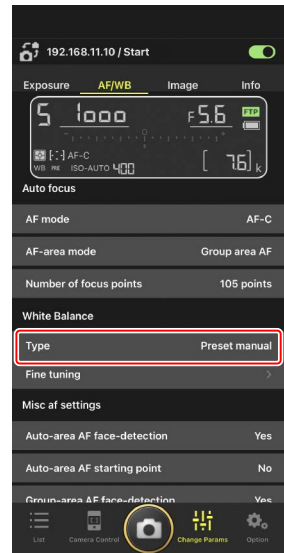 192.168.11.10 / Start
Exposure AF/WB Image Info
S 1000 F5.6 FTP
[ ] AF-C
WB PRE ISO-AUTO 400 [ 7.6] k
Auto focus
AF mode AF-C
AF-area mode Group area AF
Number of focus points 105 points
White Balance
Type Preset manual
Fine tuning >
Misc af settings
Auto-area AF face-detection Yes
Auto-area AF starting point No
Group-area AF face-detection Yes
List Camera Control Change Params Option